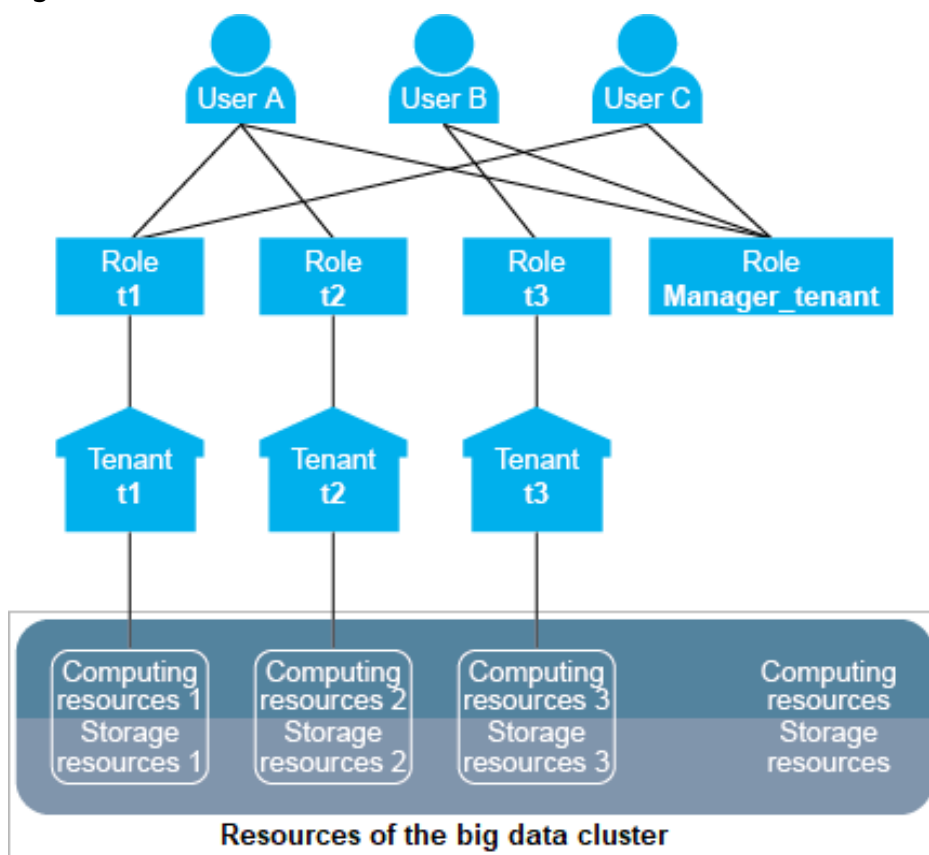 User A
User B
User C
Role
t1
Role
t2
Role
t3
Role
Manager_tenant
Tenant
t1
Tenant
t2
Tenant
t3
Computing
resources 1
Storage
resources 1
Computing
resources 2
Storage
resources 2
Computing
resources 3
Storage
resources 3
Computing
resources
Storage
resources
Resources of the big data cluster